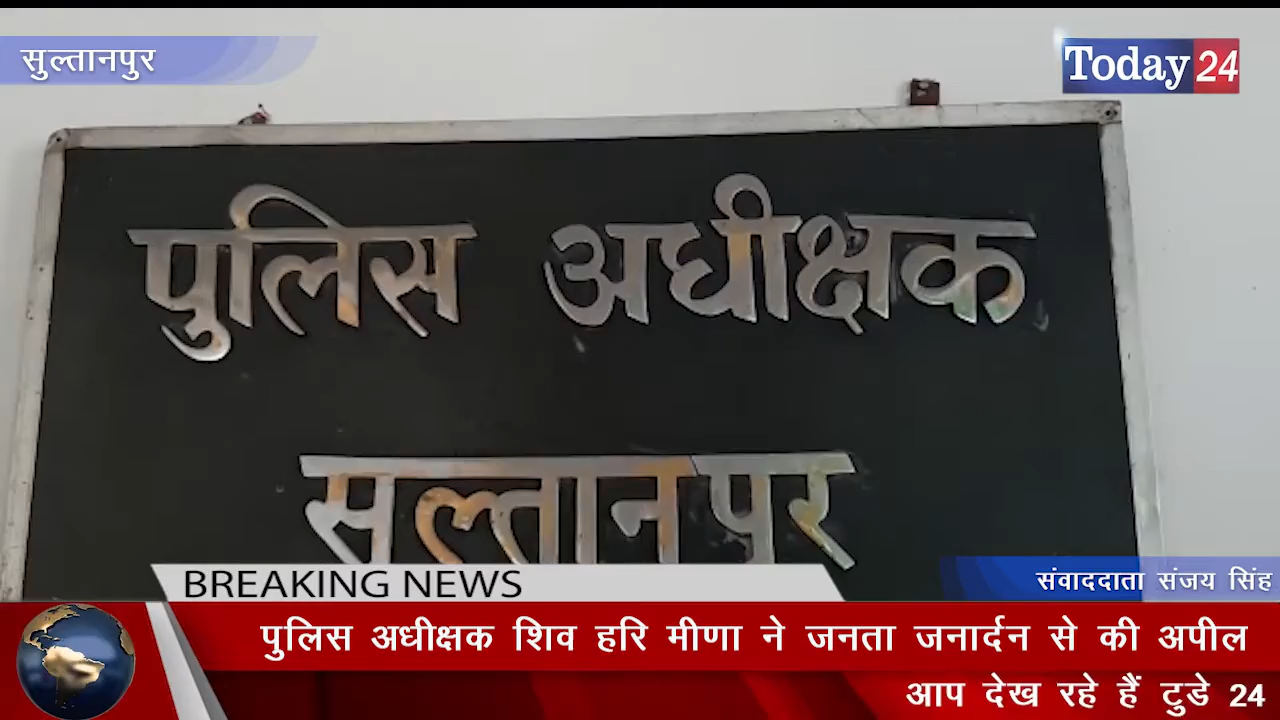 सुल्तानपुर
Today 24
पुलिस अधीक्षक
सुल्तानपुर
BREAKING NEWS
संवाददाता संजय सिंह
पुलिस अधीक्षक शिव हरि मीणा ने जनता जनार्दन से की अपील
आप देख रहे हैं टुडे 24